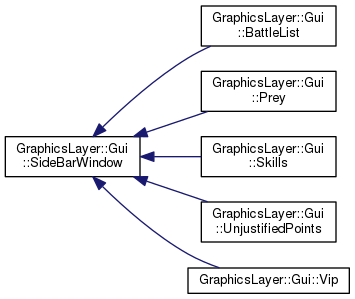 GraphicsLayer::Gui
::BattleList
GraphicsLayer::Gui
::Prey
GraphicsLayer::Gui
::SideBarWindow
GraphicsLayer::Gui
::Skills
GraphicsLayer::Gui
::UnjustifiedPoints
GraphicsLayer::Gui::Vip